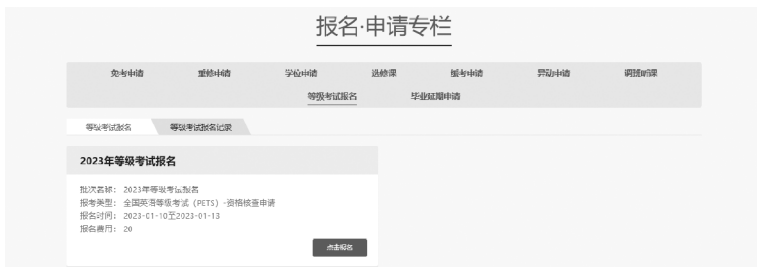 报名·申请专栏
免考申请 重修申请 学位申请 选修课 缓考申请 异动申请 调班听课
等级考试报名 毕业延期申请
等级考试报名 等级考试报名记录
2023年等级考试报名
批次名称： 2023年等级考试报名
报考类型： 全国英语等级考试（PETS）-资格核查申请
报名时间： 2023-01-10至2023-01-13
报名费用： 20
点击报名